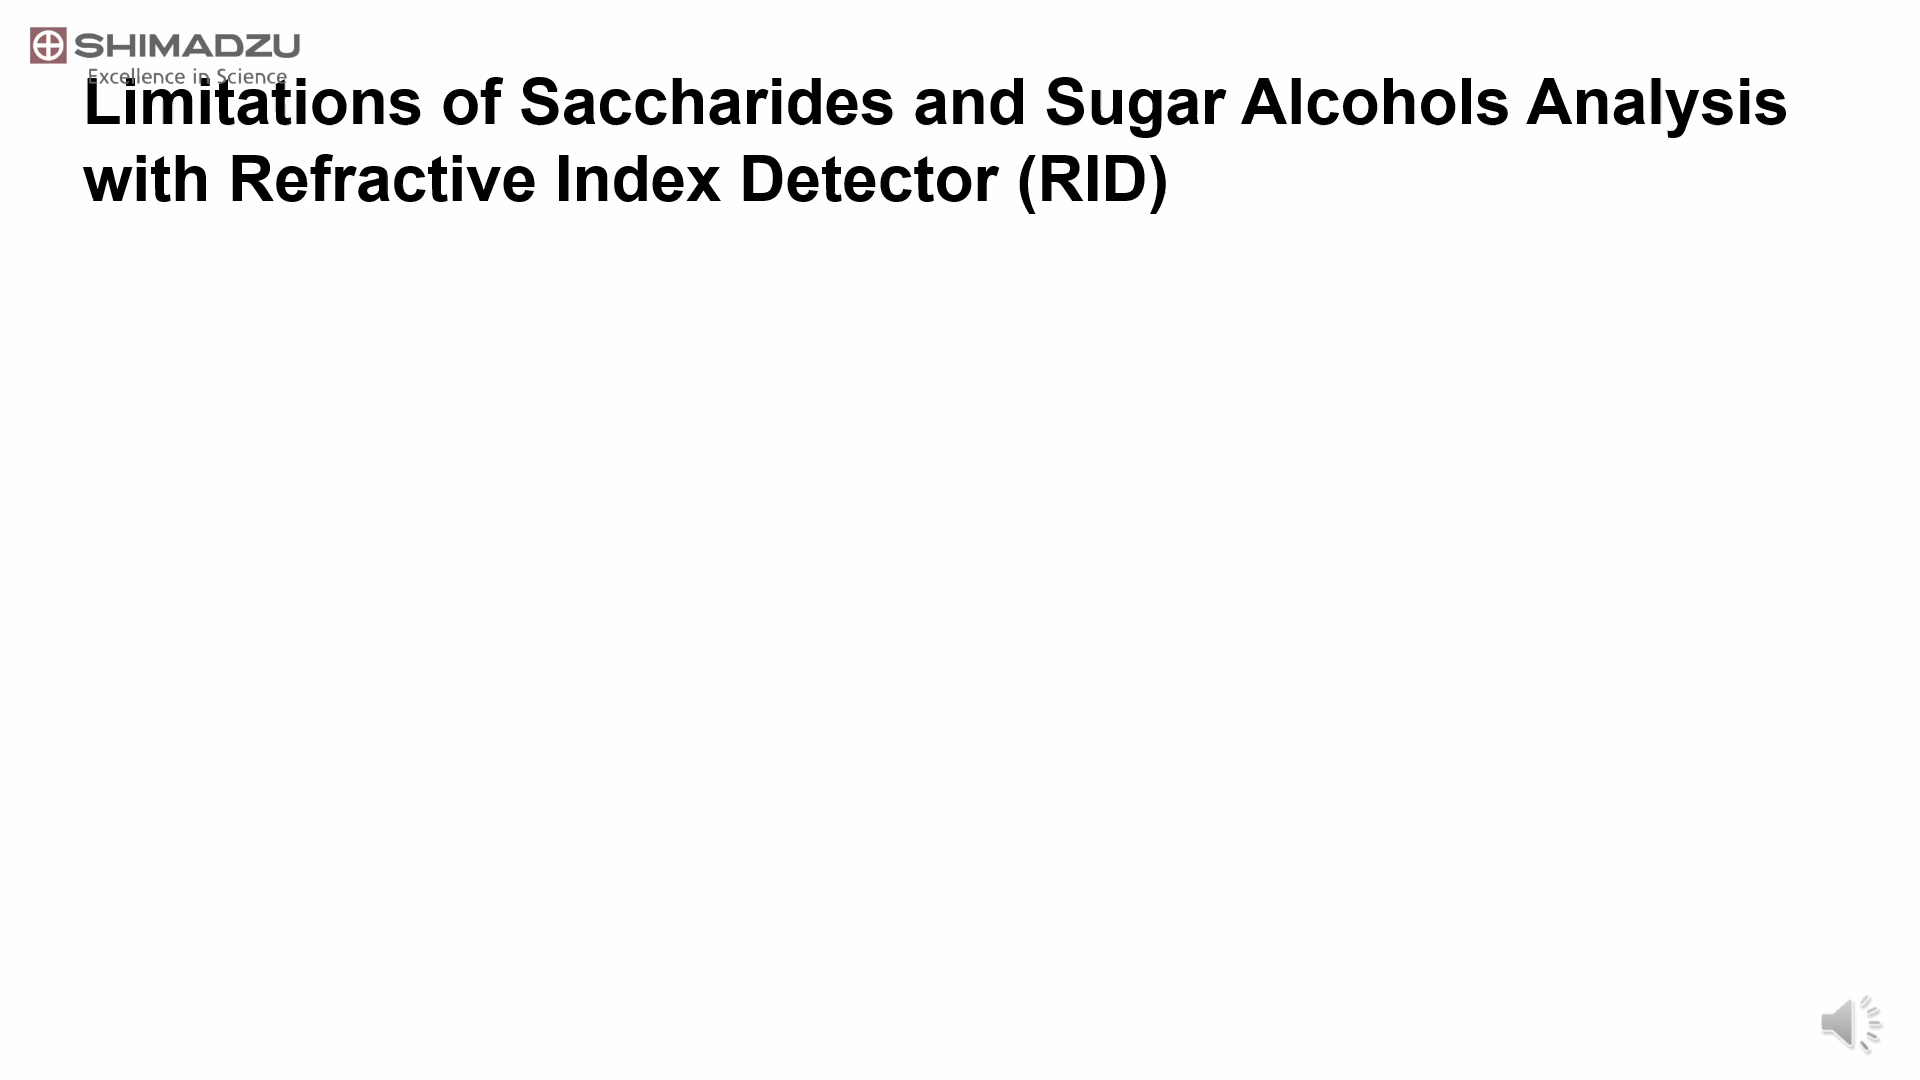 SHIMADZU
Excellence in Science
Limitations of Saccharides and Sugar Alcohols Analysis
with Refractive Index Detector (RID)